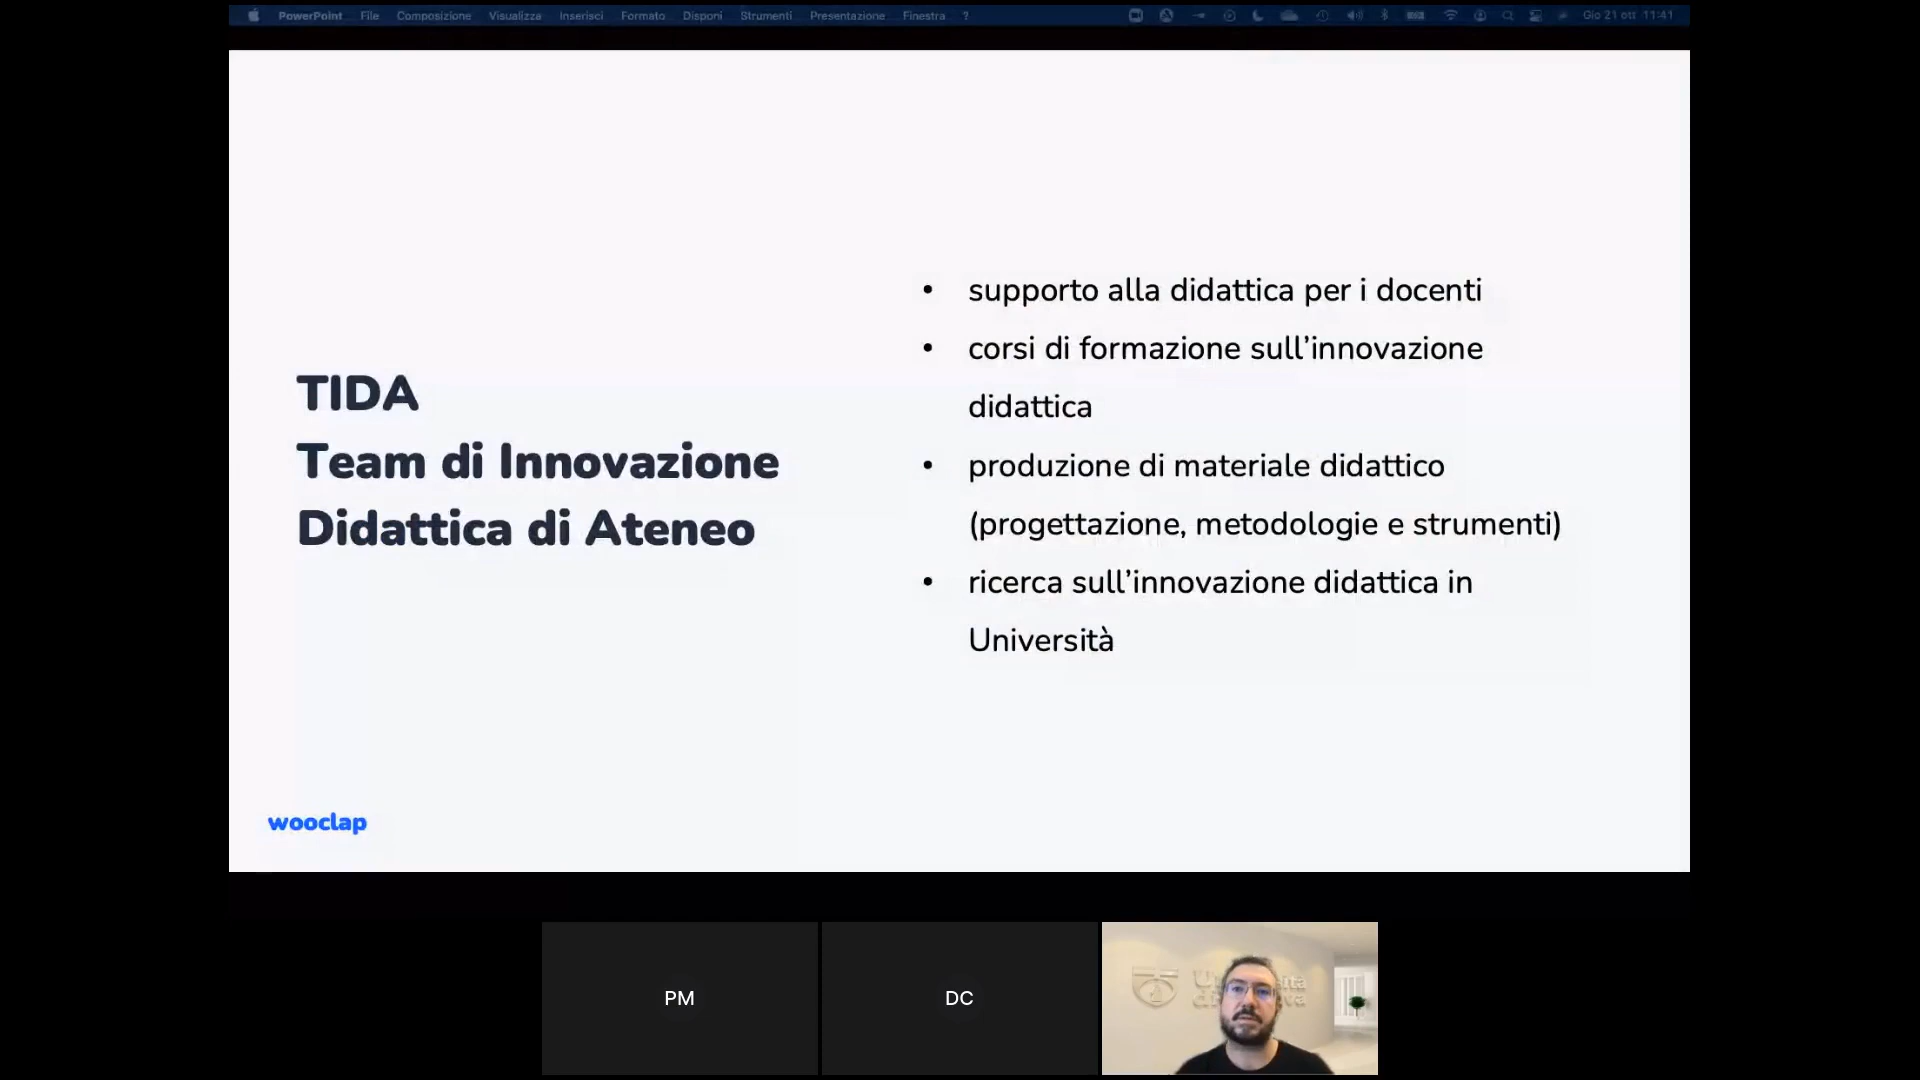 PowerPoint File Composizione Visualizza Inserisci Formato Disponi Strumenti Presentazione Finestra ? Gio 21 ott 11:41
TIDA
Team di Innovazione
Didattica di Ateneo
• supporto alla didattica per i docenti
• corsi di formazione sull’innovazione
didattica
• produzione di materiale didattico
(progettazione, metodologie e strumenti)
• ricerca sull’innovazione didattica in
Università
wooclap
PM
DC